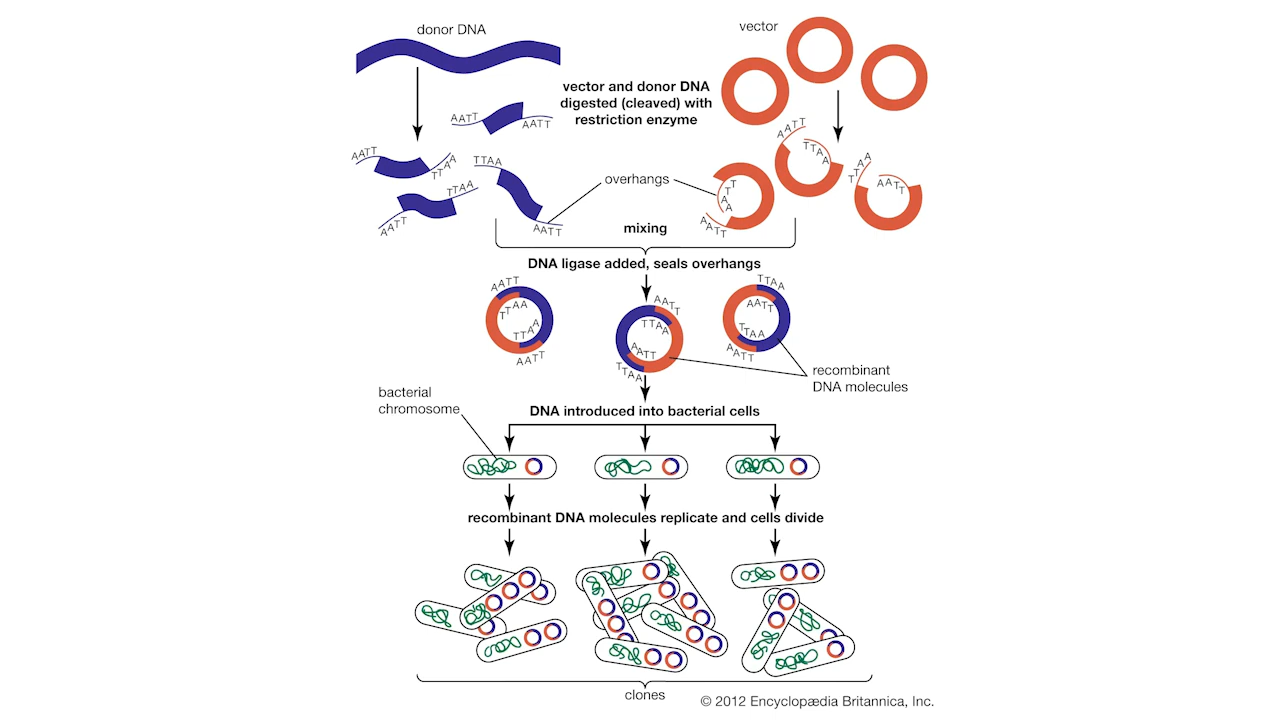 donor DNA
vector
vector and donor DNA
digested (cleaved) with
restriction enzyme
AATT
AATT
AATT
TTAA
TTAA
AATT
TTAA
AATT
overhangs
AATT
TTAA
TTAA
AATT
TTAA
AATT
mixing
DNA ligase added, seals overhangs
AATT
TTAA
TTAA
AATT
AATT
TTAA
AATT
TTAA
TTAA
AATT
TTAA
AATT
recombinant
DNA molecules
bacterial
chromosome
DNA introduced into bacterial cells
recombinant DNA molecules replicate and cells divide
clones
© 2012 Encyclopædia Britannica, Inc.